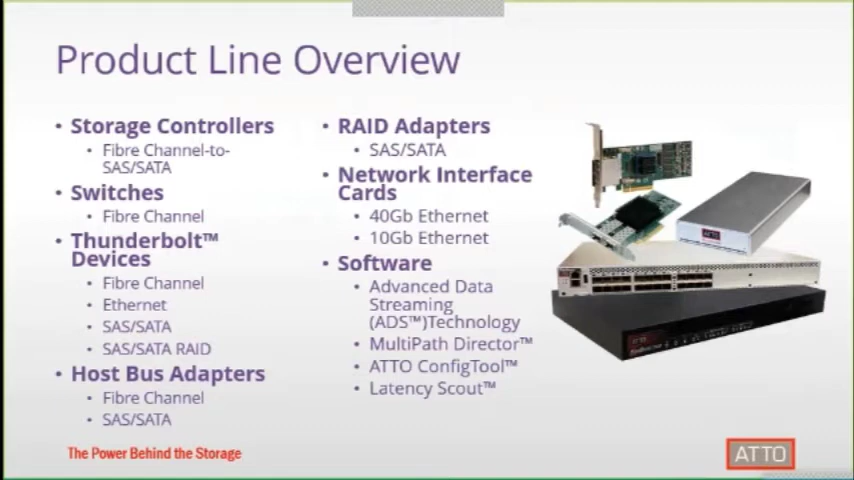 Product Line Overview
• Storage Controllers
• Fibre Channel-to-
SAS/SATA
• Switches
• Fibre Channel
• Thunderbolt™
Devices
• Fibre Channel
• Ethernet
• SAS/SATA
• SAS/SATA RAID
• Host Bus Adapters
• Fibre Channel
• SAS/SATA
• RAID Adapters
• SAS/SATA
• Network Interface
Cards
• 40Gb Ethernet
• 10Gb Ethernet
• Software
• Advanced Data
Streaming
(ADS™)Technology
• MultiPath Director™
• ATTO ConfigTool™
• Latency Scout™
ATTO
The Power Behind the Storage
ATTO